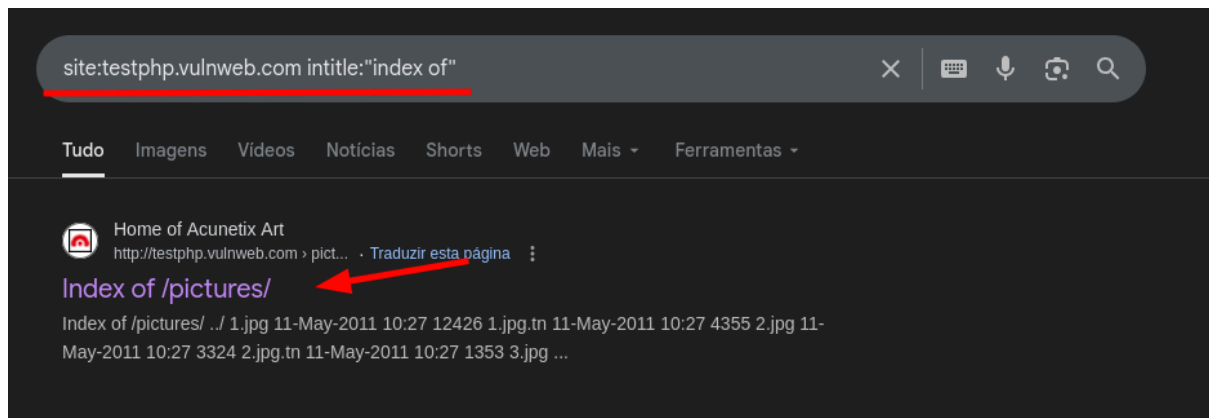 site:testphp.vulnweb.com intitle:"index of"
Tudo Imagens Vídeos Notícias Shorts Web Mais Ferramentas
Home of Acunetix Art
http://testphp.vulnweb.com › pict... · Traduzir esta página
Index of /pictures/
Index of /pictures/ ../ 1.jpg 11-May-2011 10:27 12426 1.jpg.tn 11-May-2011 10:27 4355 2.jpg 11-
May-2011 10:27 3324 2.jpg.tn 11-May-2011 10:27 1353 3.jpg ...